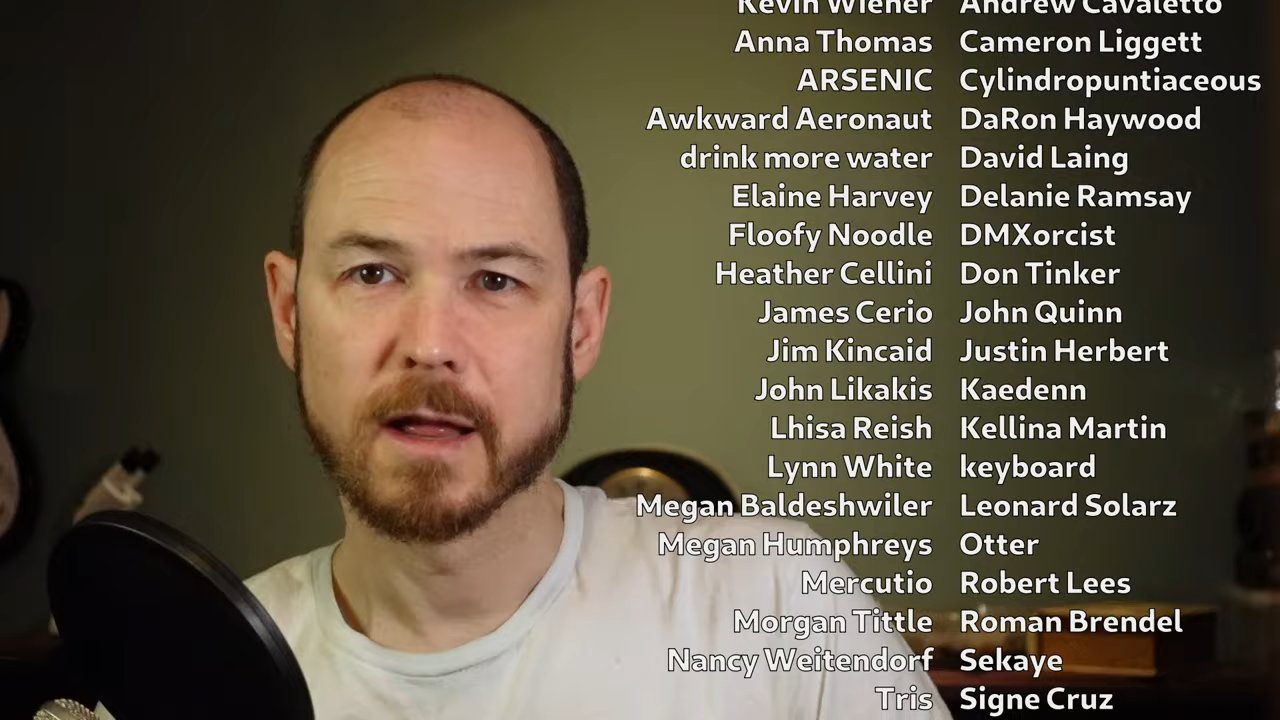 Kevin Wiener Andrew Cavaletto
Anna Thomas Cameron Liggett
ARSENIC Cylindropuntiaceous
Awkward Aeronaut DaRon Haywood
drink more water David Laing
Elaine Harvey Delanie Ramsay
Floofy Noodle DMXorcist
Heather Cellini Don Tinker
James Cerio John Quinn
Jim Kincaid Justin Herbert
John Likakis Kaedenn
Lhisa Reish Kellina Martin
Lynn White keyboard
Megan Baldeshwiler Leonard Solarz
Megan Humphreys Otter
Mercutio Robert Lees
Morgan Tittle Roman Brendel
Nancy Weitendorf Sekaye
Tris Signe Cruz